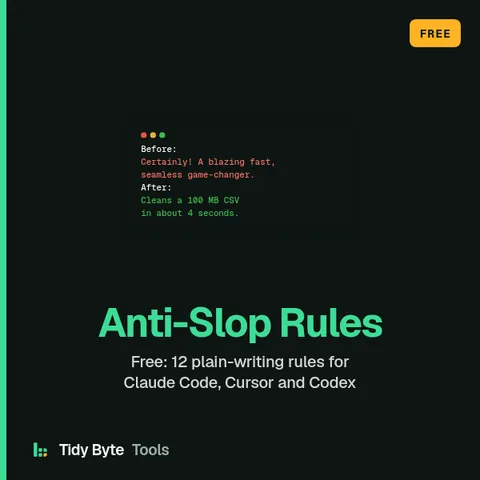 FREE
Before:
Certainly! A blazing fast,
seamless game-changer.
After:
Cleans a 100 MB CSV
in about 4 seconds.
Anti-Slop Rules
Free: 12 plain-writing rules for
Claude Code, Cursor and Codex
Tidy Byte Tools